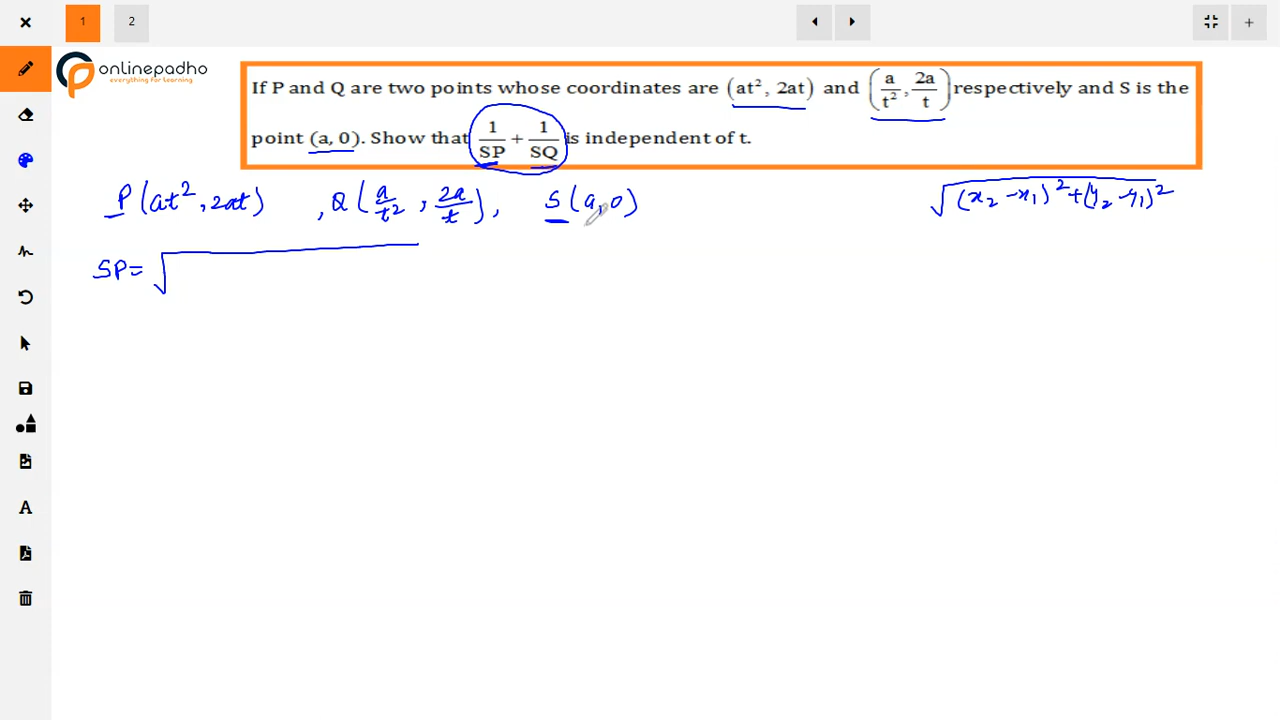 1 2
onlinepadho
everything for learning
If P and Q are two points whose coordinates are (at², 2at) and (a/t², 2a/t) respectively and S is the
point (a, 0). Show that 1/SP + 1/SQ is independent of t.
P(at², 2at) , Q(a/t², 2a/t), S(a, 0) √(x₂ - x₁)² + (y₂ - y₁)²
SP = √
A